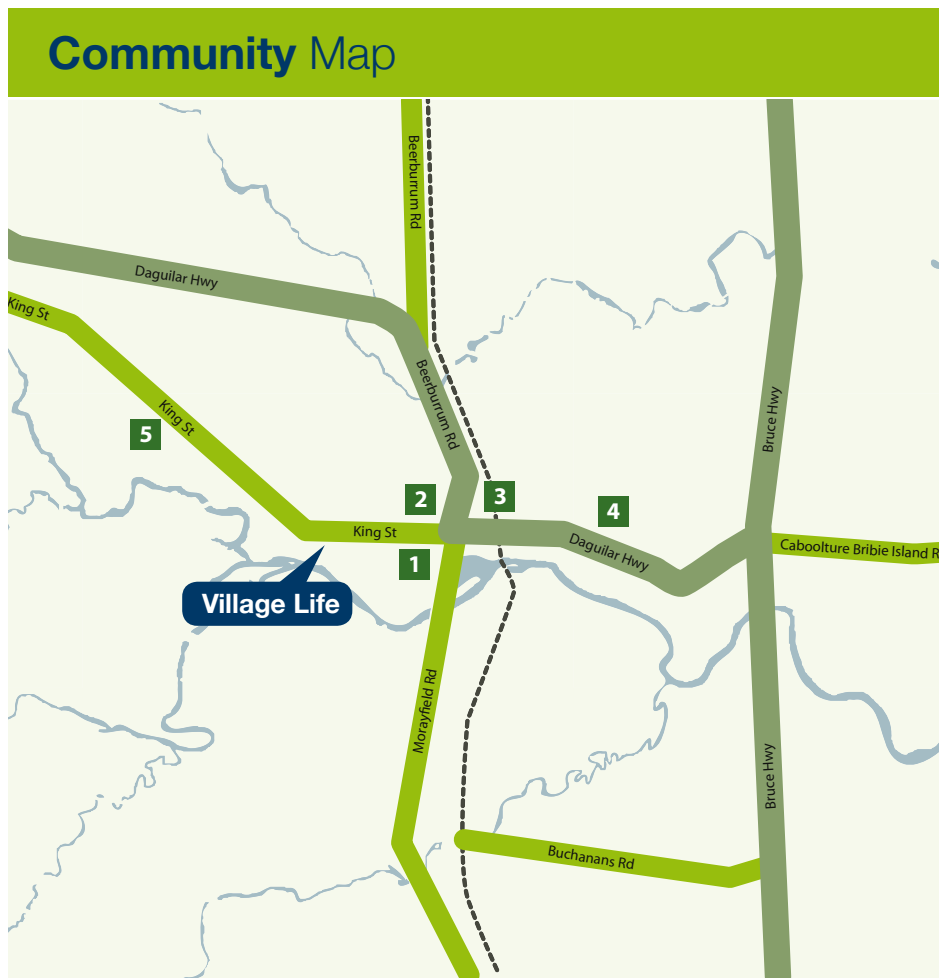 Community Map
Beerburrum Rd
Daguilar Hwy
King St
Beerburrum Rd
King St
Bruce Hwy
5
2
3
4
King St
Daguilar Hwy
Caboolture Bribie Island R
1
Village Life
Morayfield Rd
Bruce Hwy
Buchanans Rd